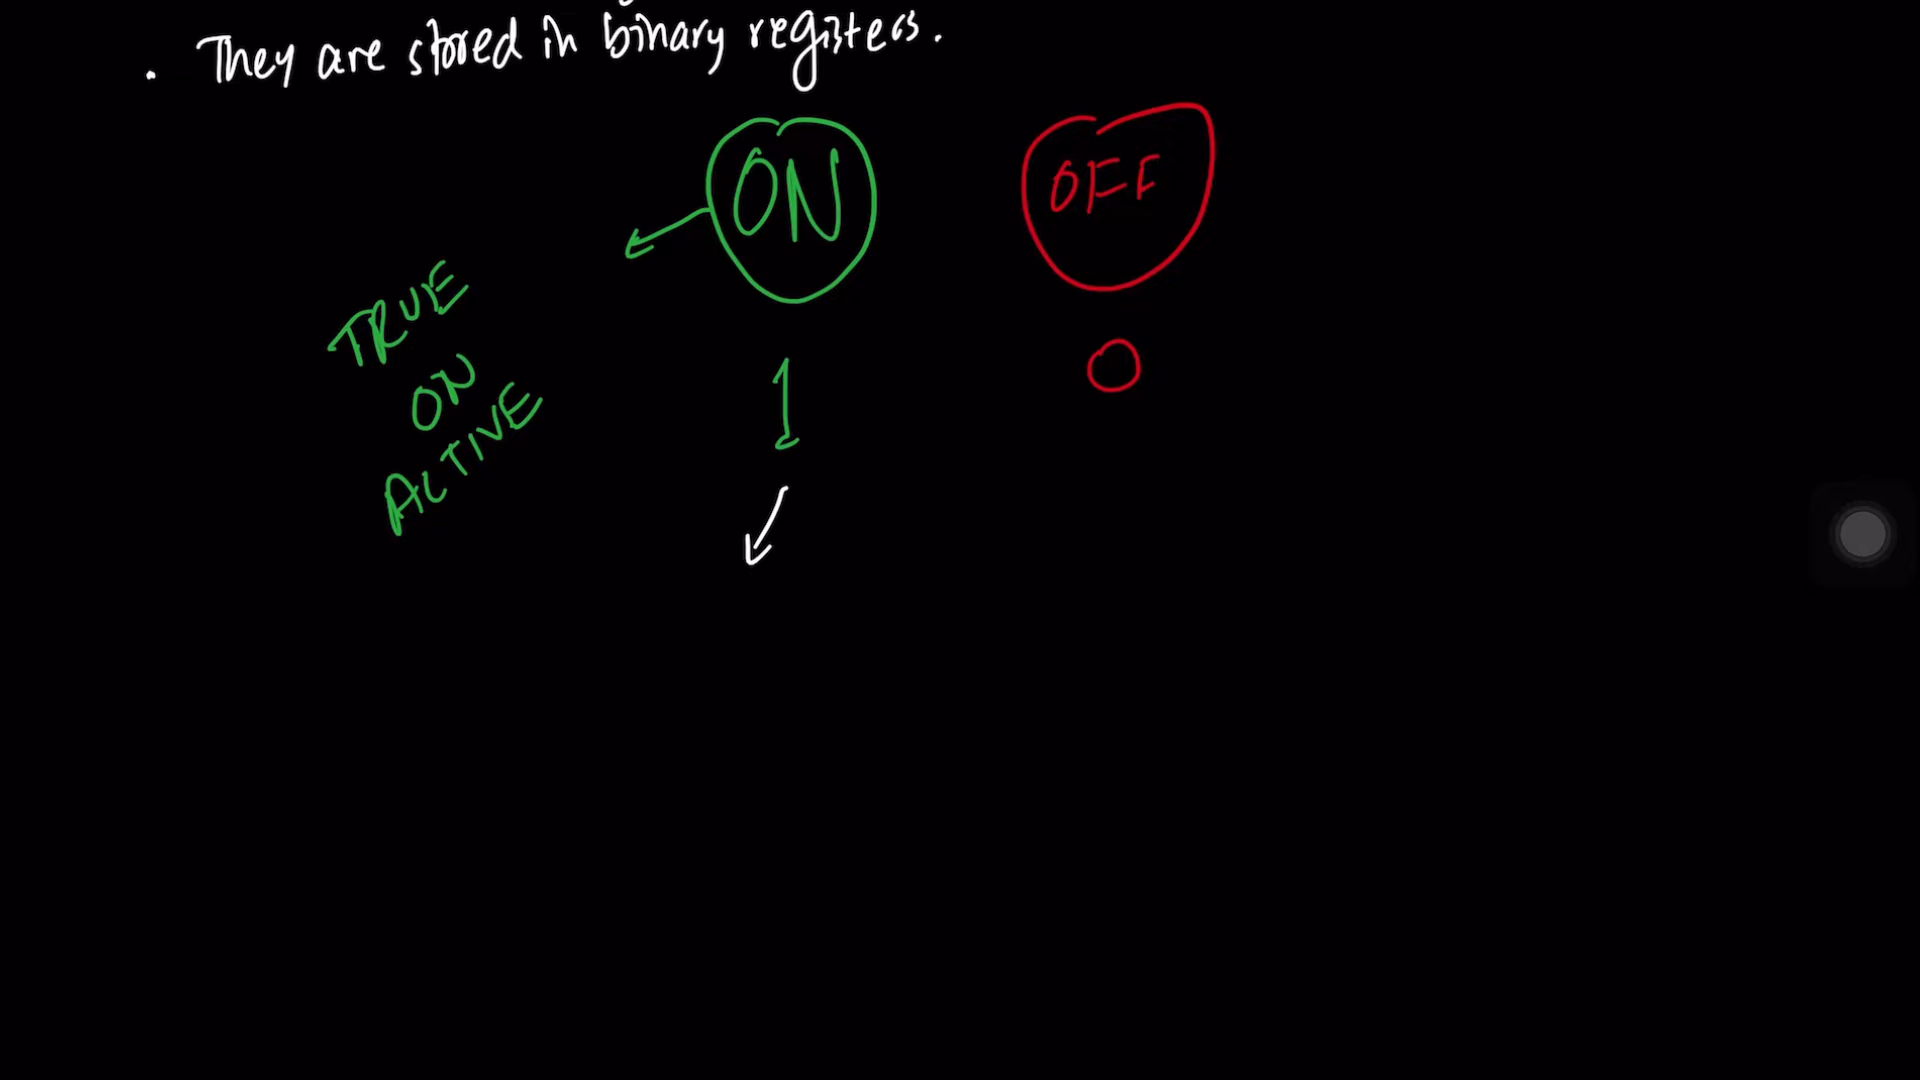 . They are stored in binary registers.
ON
OFF
TRUE
ON
ACTIVE
1
0